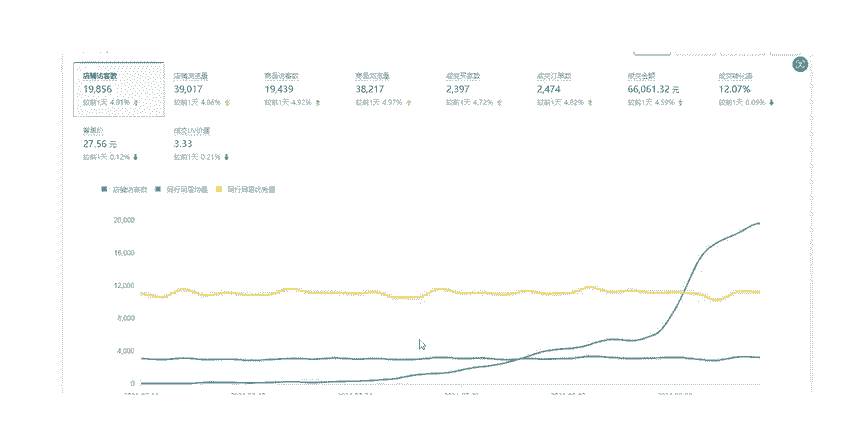 店铺访客数 店铺浏览量 商品访客数 商品浏览量 成交买家数 成交订单数 成交金额 成交转化率
19,856 39,017 19,439 38,217 2,397 2,474 66,061.32 元 12.07%
较前1天 4.81% 较前1天 4.86% 较前1天 4.92% 较前1天 4.97% 较前1天 4.72% 较前1天 4.82% 较前1天 4.59% 较前1天 0.09%
客单价 成交UV价值
27.56 元 3.33
较前1天 0.12% 较前1天 0.21%
店铺访客数 同行同层均值 同行同层优秀值
20,000
16,000
12,000
8,000
4,000
0